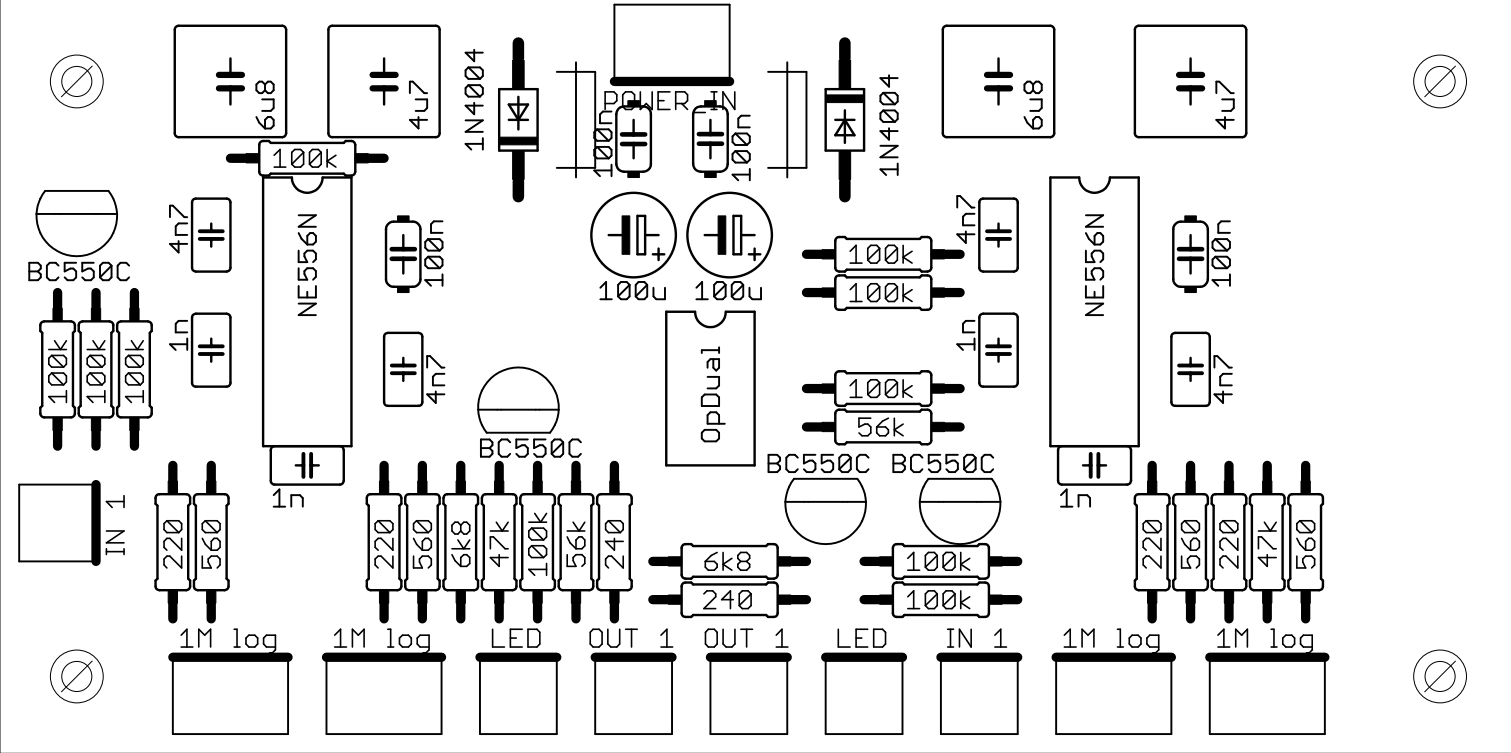 6u8
4u7
1N4004
POWER_IN
1N4004
6u8
4u7
100n
100n
100k
4n7
NE556N
100n
BC550C
100u
100u
100k
100k
4n7
NE556N
100n
1n
4n7
100k
100k
100k
BC550C
OpDual
100k
56k
1n
4n7
BC550C
BC550C
IN 1
1n
1n
220
560
220
560
6k8
47k
100k
56k
240
6k8
240
100k
100k
220
560
220
47k
560
1M log
1M log
LED
OUT 1
OUT 1
LED
IN 1
1M log
1M log